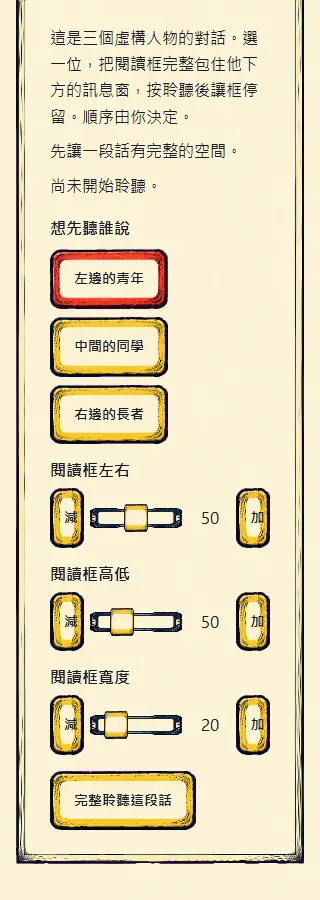 這是三個虛構人物的對話。選
一位，把閱讀框完整包住他下
方的訊息窗，按聆聽後讓框停
留。順序由你決定。
先讓一段話有完整的空間。
尚未開始聆聽。
想先聽誰說
左邊的青年
中間的同學
右邊的長者
閱讀框左右
減 50 加
閱讀框高低
減 50 加
閱讀框寬度
減 20 加
完整聆聽這段話